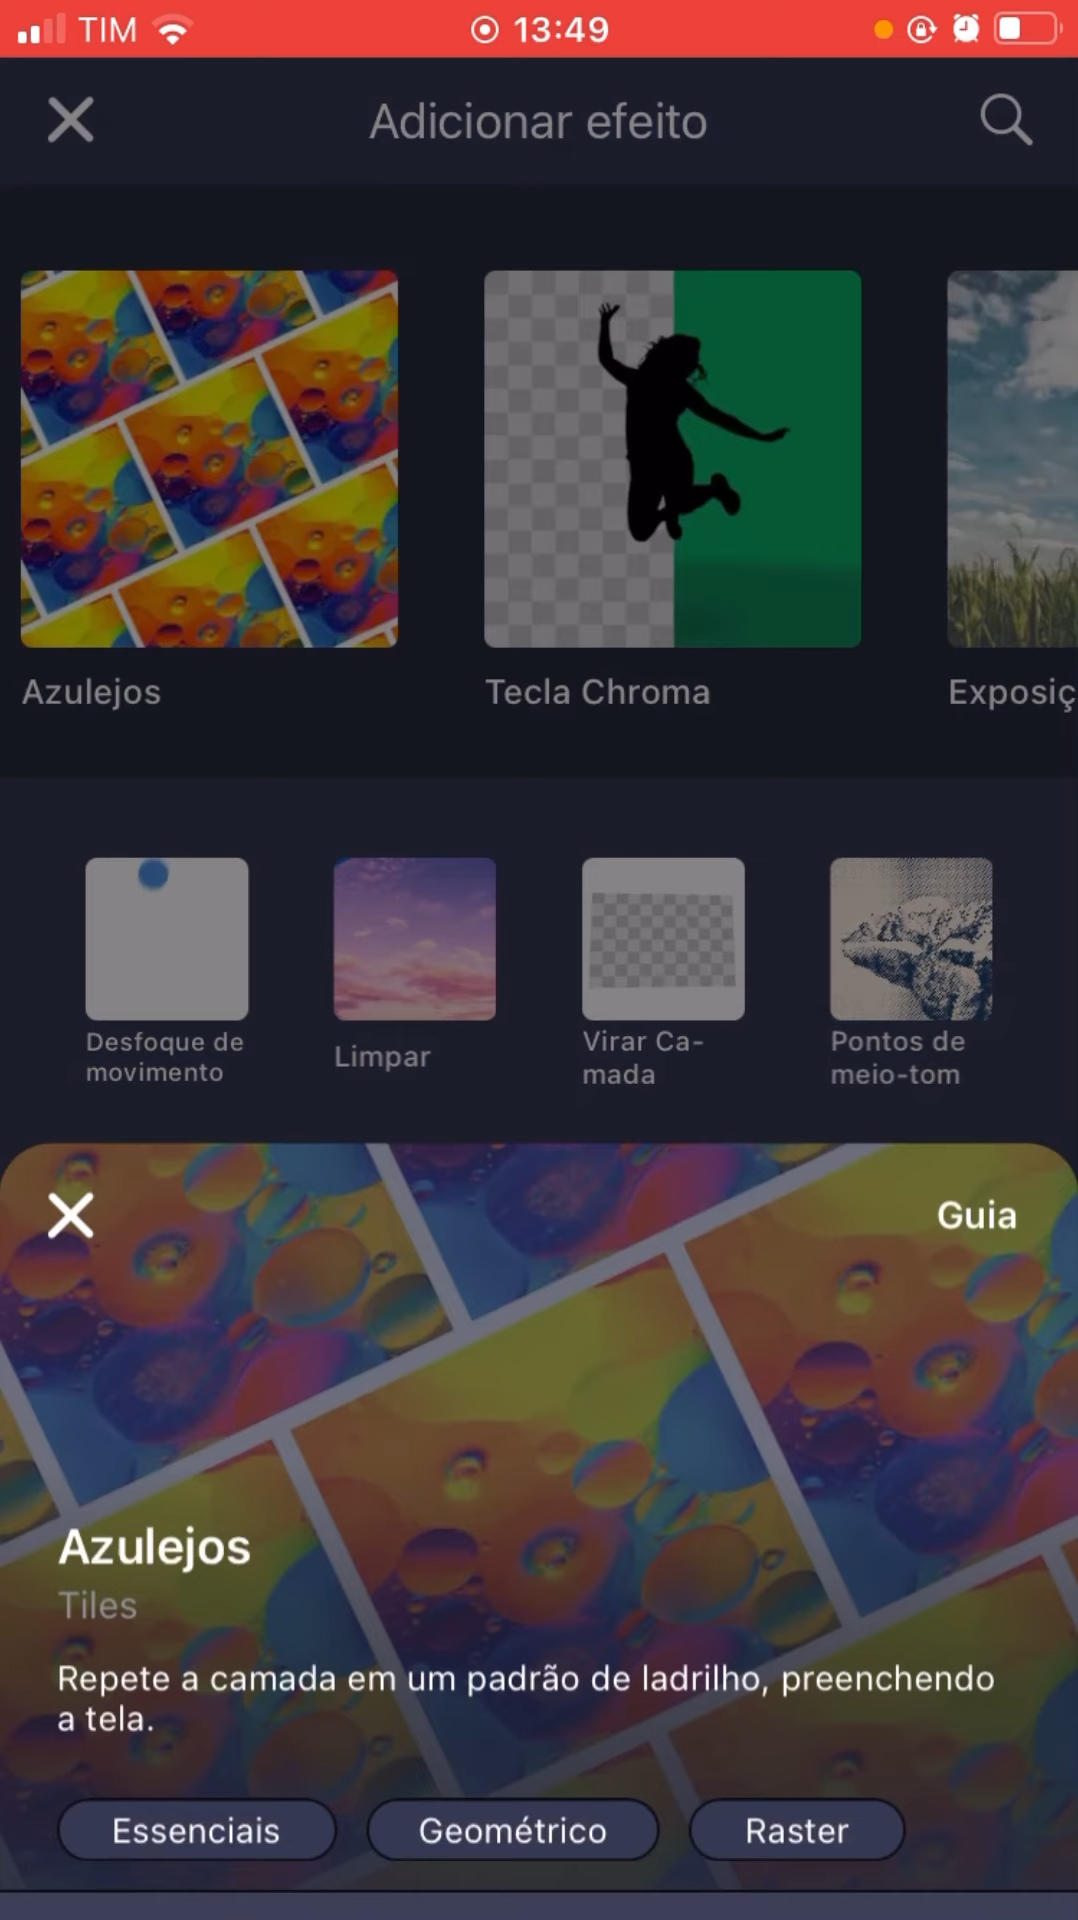 TIM 13:49
Adicionar efeito
Azulejos
Tecla Chroma
Exposiç
Desfoque de
movimento
Limpar
Virar Ca-
mada
Pontos de
meio-tom
Guia
Azulejos
Tiles
Repete a camada em um padrão de ladrilho, preenchendo
a tela.
Essenciais
Geométrico
Raster